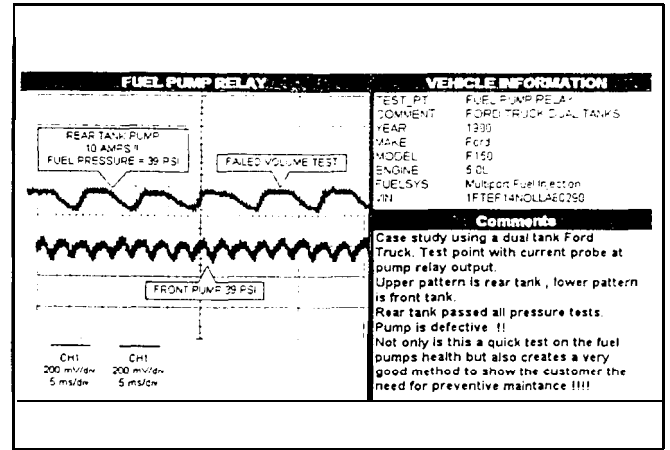 FUEL PUMP RELAY
REAR TANK PUMP
10 AMPS !!
FUEL PRESSURE = 39 PSI
FAILED VOLUME TEST
FRONT PUMP 39 PSI
CH1
200 mV/div
5 ms/div
CH1
200 mV/div
5 ms/div
VEHICLE INFORMATION
TEST_PT FUEL PUMP RELAY
COMMENT FORD TRUCK DUAL TANKS
YEAR 1990
MAKE Ford
MODEL F150
ENGINE 5.0L
FUELSYS Multiport Fuel Injection
VIN
Comments
Case study using a dual tank Ford
Truck. Test point with current probe at
pump relay output.
Upper pattern is rear tank , lower pattern
is front tank.
Rear tank passed all pressure tests.
Pump is defective !!
Not only is this a quick test on the fuel
pumps health but also creates a very
good method to show the customer the
need for preventive maintance !!!!